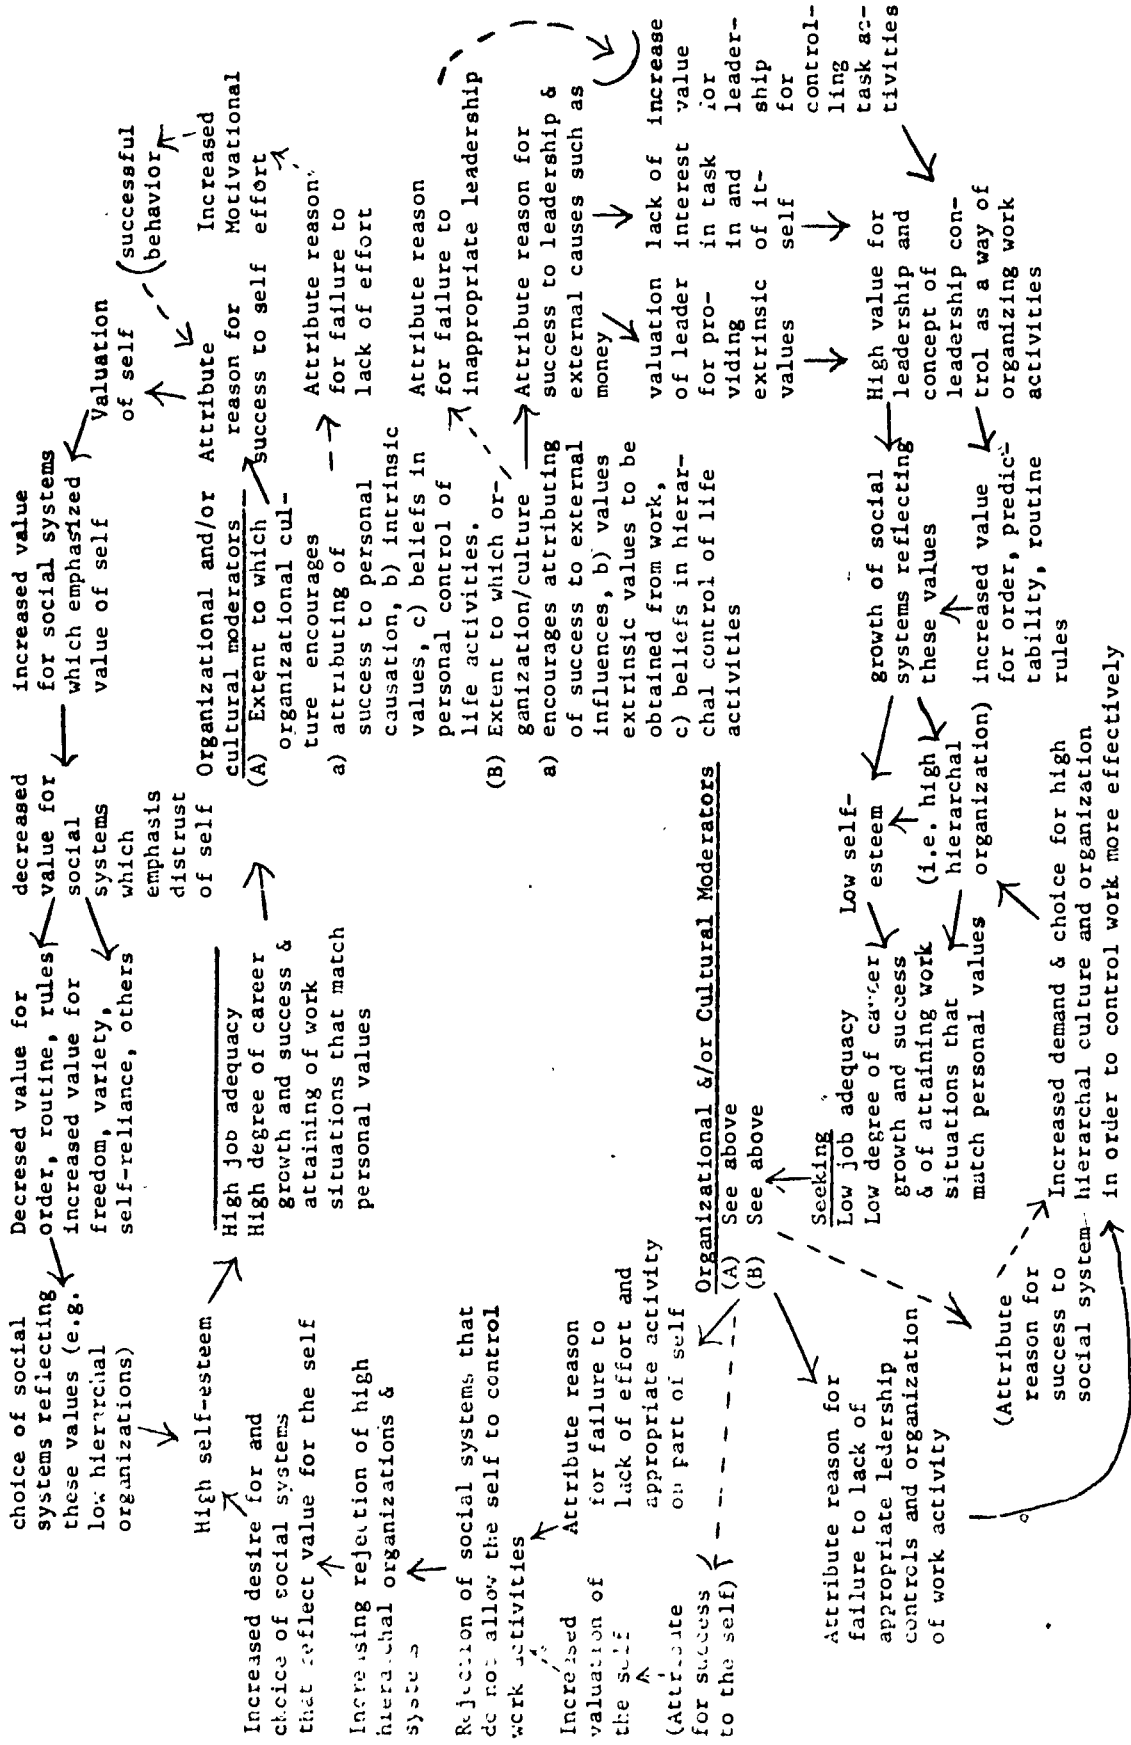 choice of social
systems reflecting
these values (e.g.
low hierarchal
organizations)
Decresed value for
order, routine, rules
increased value for
freedom, variety,
self-reliance, others
decreased
value for
social
systems
which
emphasis
distrust
of self
increased value
for social systems
which emphasized
value of self
Valuation
of self
(successful
behavior
Increased
Motivational
effort
High self-esteem
High job adequacy
High degree of career
growth and success &
attaining of work
situations that match
personal values
Organizational and/or
cultural moderators
(A) Extent to which
organizational cul-
ture encourages
a) attributing of
success to personal
causation, b) intrinsic
values, c) beliefs in
personal control of
life activities.
(B) Extent to which or-
ganization/culture
a) encourages attributing
of success to external
influences, b) values
extrinsic values to be
obtained from work,
c) beliefs in hierar-
chal control of life
activities
Attribute
reason for
success to self
Attribute reason
for failure to
lack of effort
Attribute reason
for failure to
inappropriate leadership
Attribute reason for
success to leadership &
external causes such as
money
valuation
of leader
for pro-
viding
extrinsic
values
lack of
interest
in task
in and
of it-
self
increase
value
for
leader-
ship
for
control-
ling
task ac-
tivities
Increased desire for and
choice of social systems
that reflect value for the self
Increasing rejection of high
hierarchal organizations &
systems
Rejection of social systems that
do not allow the self to control
work activities
Increased
valuation of
the self
(Attribute
for success
to the self)
Attribute reason
for failure to
lack of effort and
appropriate activity
on part of self
Organizational &/or Cultural Moderators
(A) See above
(B) See above
Seeking
Low job adequacy
Low degree of career
growth and success
& of attaining work
situations that
match personal values
Low self-
esteem
(i.e. high
hierarchal
organization)
growth of social
systems reflecting
these values
increased value
for order, predic-
tability, routine
rules
High value for
leadership and
concept of
leadership con-
trol as a way of
organizing work
activities
Attribute reason for
failure to lack of
appropriate ledership
controls and organization
of work activity
(Attribute
reason for
success to
social system
Increased demand & choice for high
hierarchal culture and organization
in order to control work more effectively